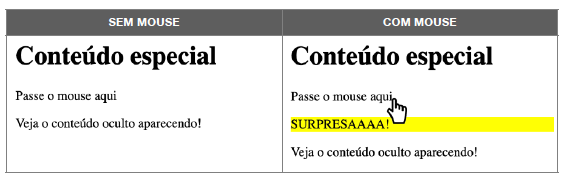 SEM MOUSE
COM MOUSE
Conteúdo especial
Passe o mouse aqui
Veja o conteúdo oculto aparecendo!
Conteúdo especial
Passe o mouse aqui
SURPRESAAAA!
Veja o conteúdo oculto aparecendo!